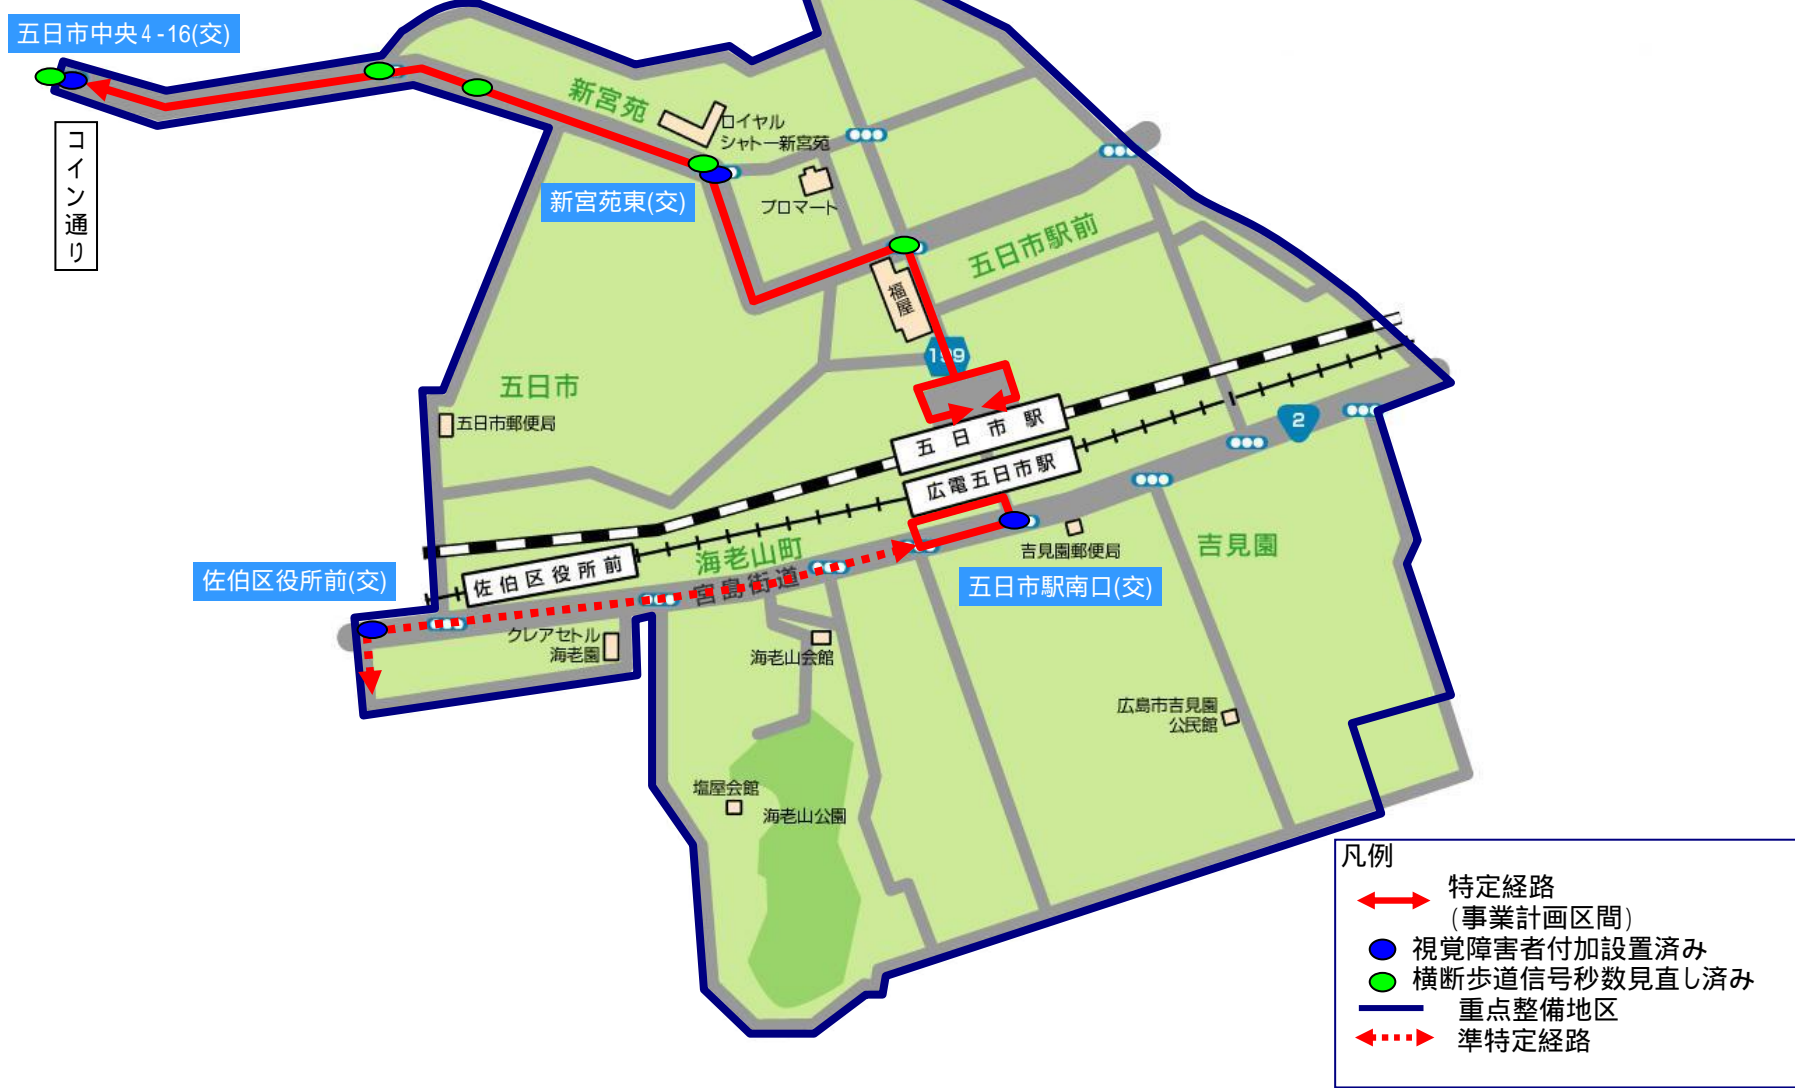 五日市中央4-16(交)
コイン通り
新宮苑
ロイヤル
シャトー新宮苑
新宮苑東(交)
プロマート
五日市駅前
福屋
199
五日市
五日市郵便局
五日市駅
広電五日市駅
2
佐伯区役所前(交)
佐伯区役所前
海老山町
宮島街道
吉見園郵便局
吉見園
五日市駅南口(交)
クレアセトル
海老園
海老山会館
広島市吉見園
公民館
塩屋会館
海老山公園
凡例
特定経路
(事業計画区間)
視覚障害者付加設置済み
横断歩道信号秒数見直し済み
重点整備地区
準特定経路